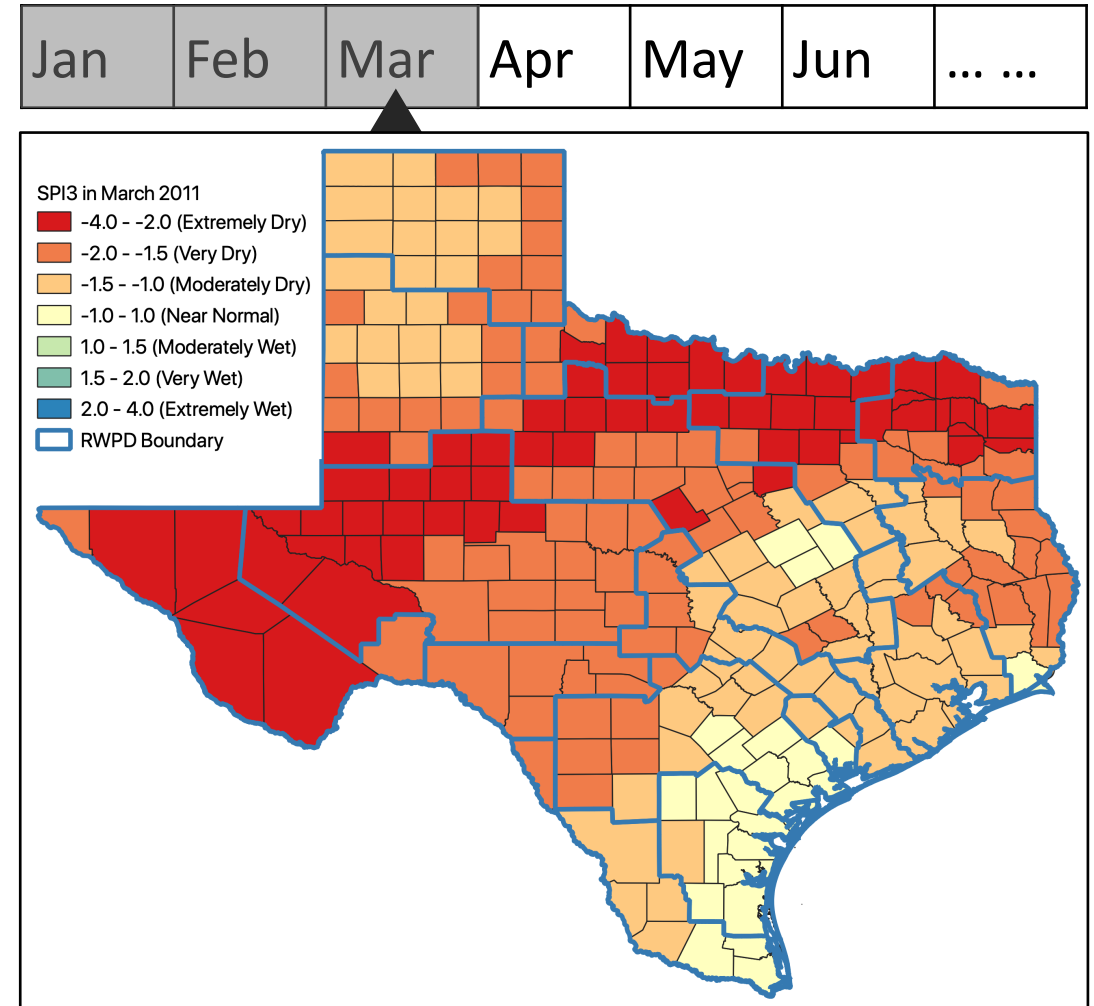 Jan Feb Mar Apr May Jun ... ...
SPI3 in March 2011
-4.0 - -2.0 (Extremely Dry)
-2.0 - -1.5 (Very Dry)
-1.5 - -1.0 (Moderately Dry)
-1.0 - 1.0 (Near Normal)
1.0 - 1.5 (Moderately Wet)
1.5 - 2.0 (Very Wet)
2.0 - 4.0 (Extremely Wet)
RWPD Boundary